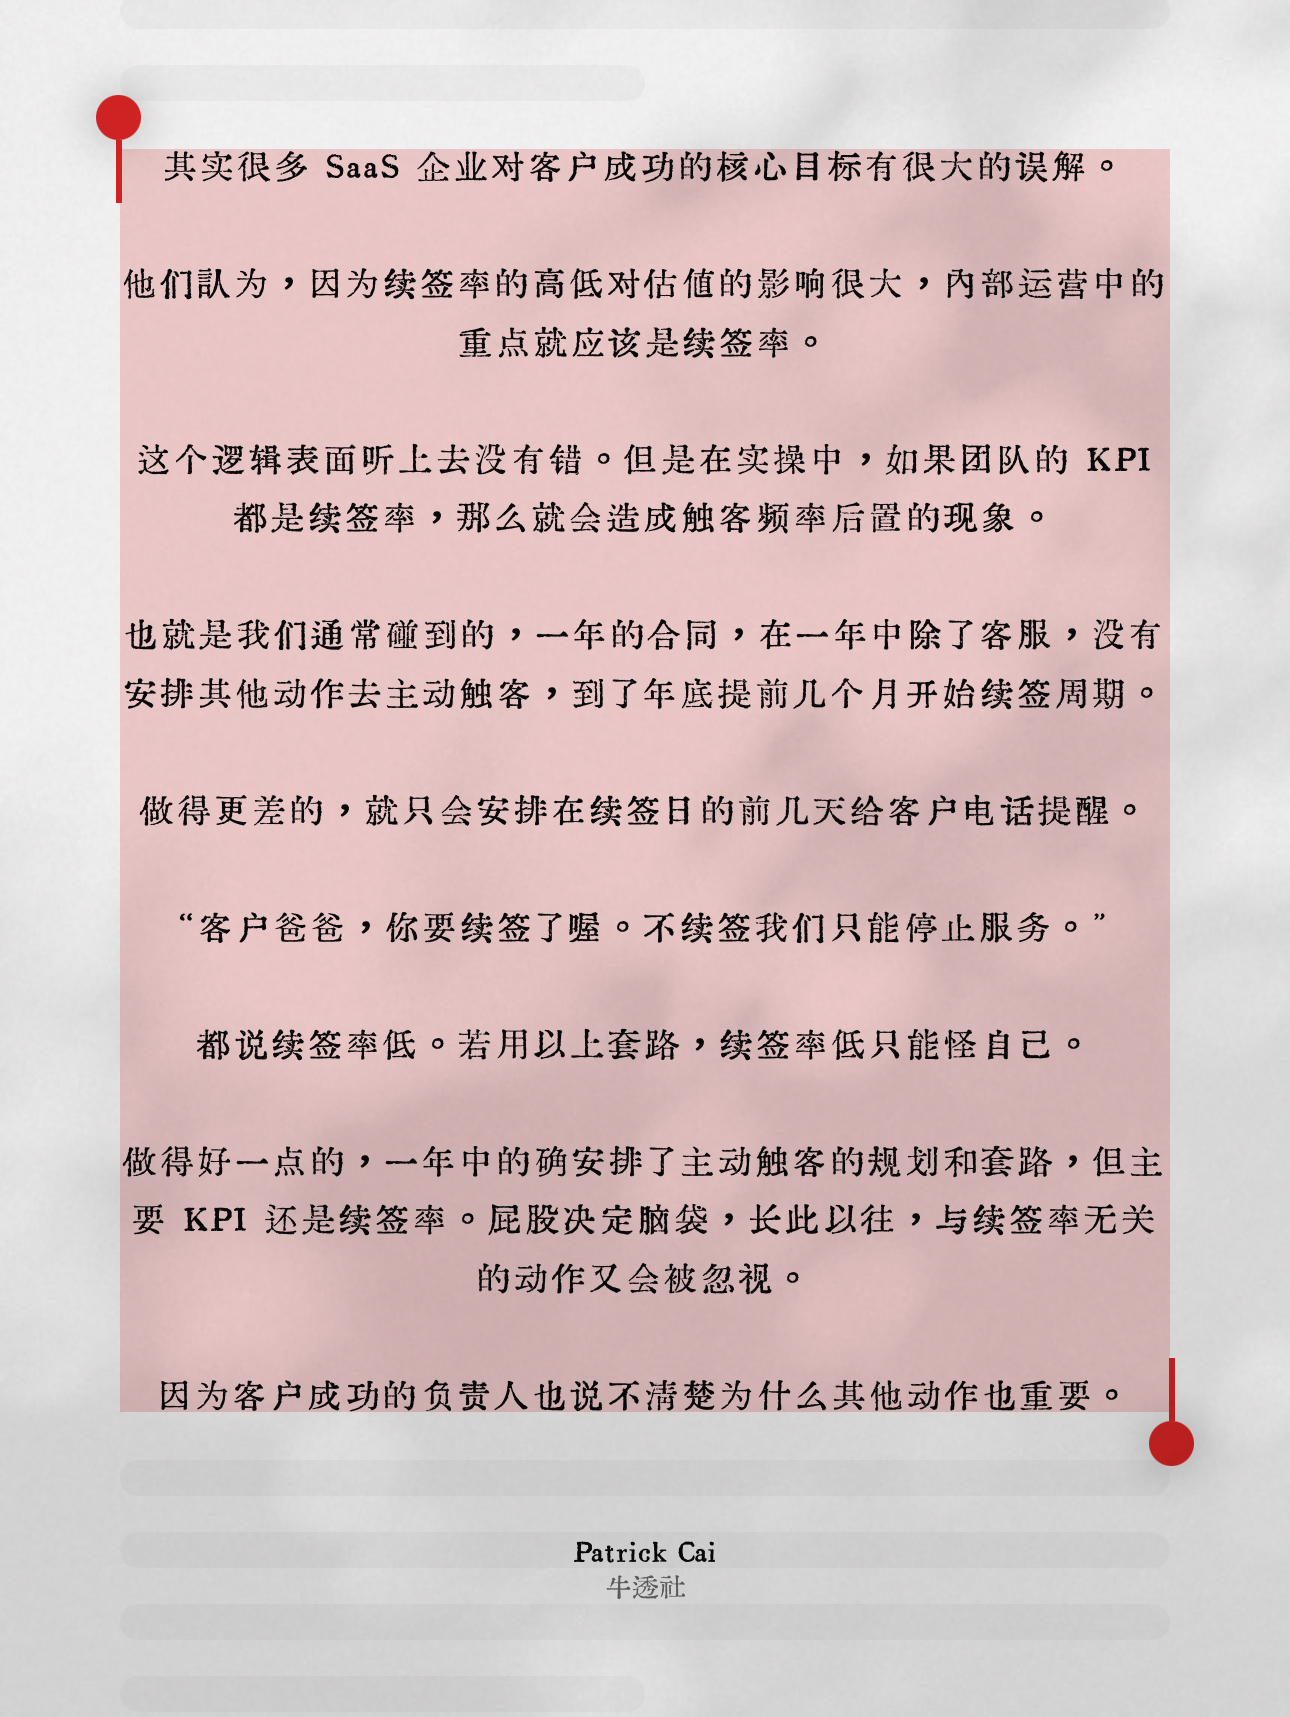 其实很多 SaaS 企业对客户成功的核心目标有很大的误解。
他们认为，因为续签率的高低对估值的影响很大，内部运营中的
重点就应该是续签率。
这个逻辑表面听上去没有错。但是在实操中，如果团队的 KPI
都是续签率，那么就会造成触客频率后置的现象。
也就是我们通常碰到的，一年的合同，在一年中除了客服，没有
安排其他动作去主动触客，到了年底提前几个月开始续签周期。
做得更差的，就只会安排在续签日的前几天给客户电话提醒。
“客户爸爸，你要续签了喔。不续签我们只能停止服务。”
都说续签率低。若用以上套路，续签率低只能怪自己。
做得好一点的，一年中的确安排了主动触客的规划和套路，但主
要 KPI 还是续签率。屁股决定脑袋，长此以往，与续签率无关
的动作又会被忽视。
因为客户成功的负责人也说不清楚为什么其他动作也重要。
Patrick Cai
牛透社